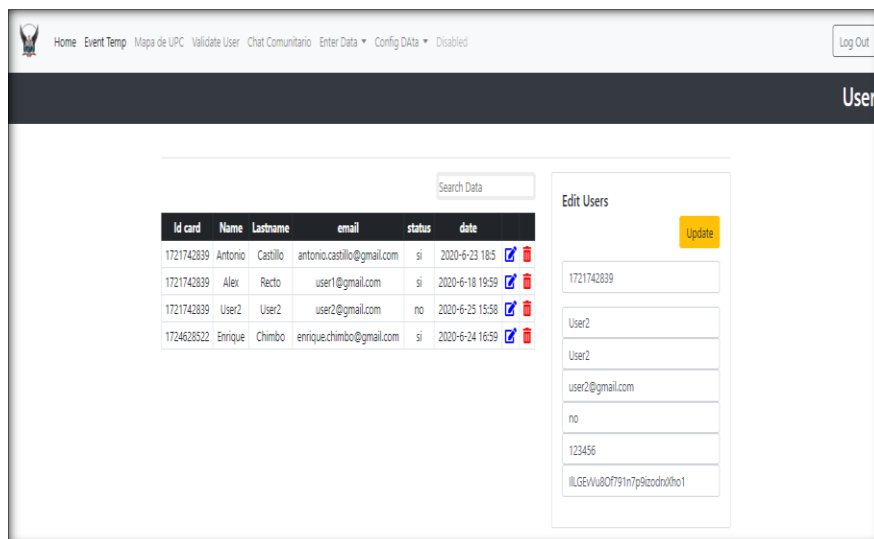 Home Event Temp Mapa de UPC Validate User Chat Comunitario Enter Data Config DAta Disabled Log Out
User
Search Data
Id card Name Lastname email status date
1721742839 Antonio Castillo antonio.castillo@gmail.com si 2020-6-23 18:5
1721742839 Alex Recto user1@gmail.com si 2020-6-18 19:59
1721742839 User2 User2 user2@gmail.com no 2020-6-25 15:58
1724628522 Enrique Chimbo enrique.chimbo@gmail.com si 2020-6-24 16:59
Edit Users
Update
1721742839
User2
User2
user2@gmail.com
no
123456